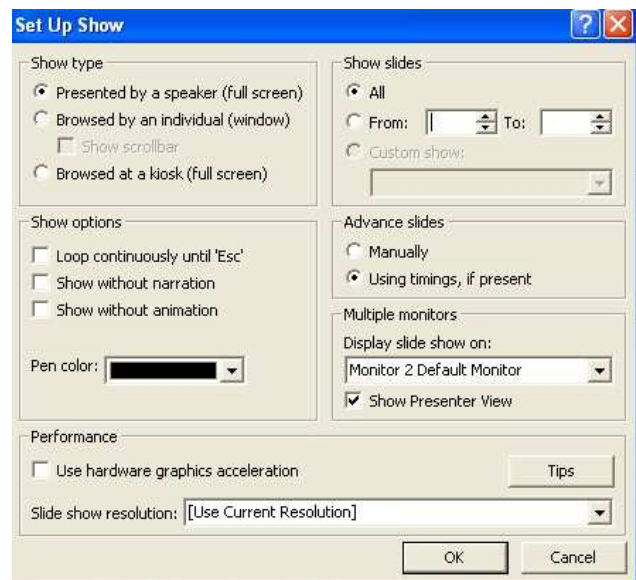 Set Up Show
Show type
Presented by a speaker (full screen)
Browsed by an individual (window)
Show scrollbar
Browsed at a kiosk (full screen)
Show slides
All
From: To:
Custom show:
Show options
Loop continuously until 'Esc'
Show without narration
Show without animation
Pen color:
Advance slides
Manually
Using timings, if present
Multiple monitors
Display slide show on:
Monitor 2 Default Monitor
Show Presenter View
Performance
Use hardware graphics acceleration
Tips
Slide show resolution: [Use Current Resolution]
OK Cancel